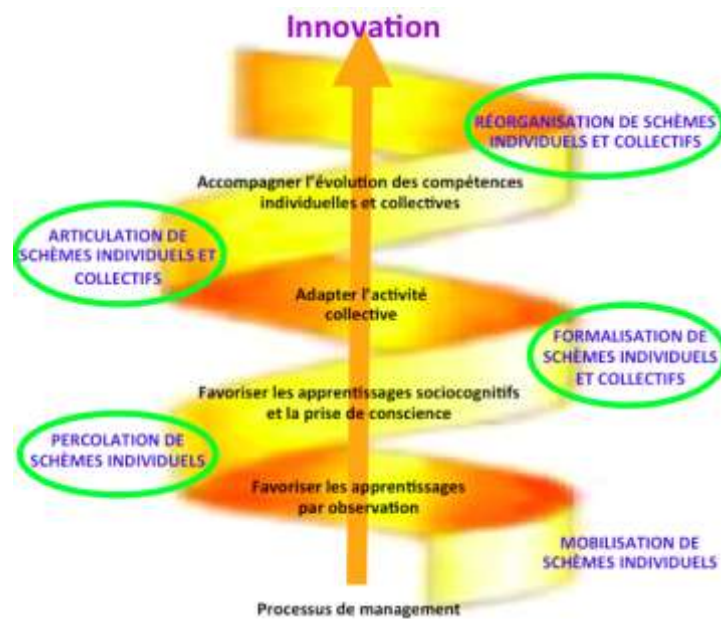 Innovation
RÉORGANISATION DE SCHÈMES
INDIVIDUELS ET COLLECTIFS
Accompagner l'évolution des compétences
individuelles et collectives
ARTICULATION DE
SCHÈMES INDIVIDUELS ET
COLLECTIFS
Adapter l'activité
collective
FORMALISATION DE
SCHÈMES INDIVIDUELS
ET COLLECTIFS
Favoriser les apprentissages sociocognitifs
et la prise de conscience
PERCOLATION DE
SCHÈMES INDIVIDUELS
Favoriser les apprentissages
par observation
MOBILISATION DE
SCHÈMES INDIVIDUELS
Processus de management